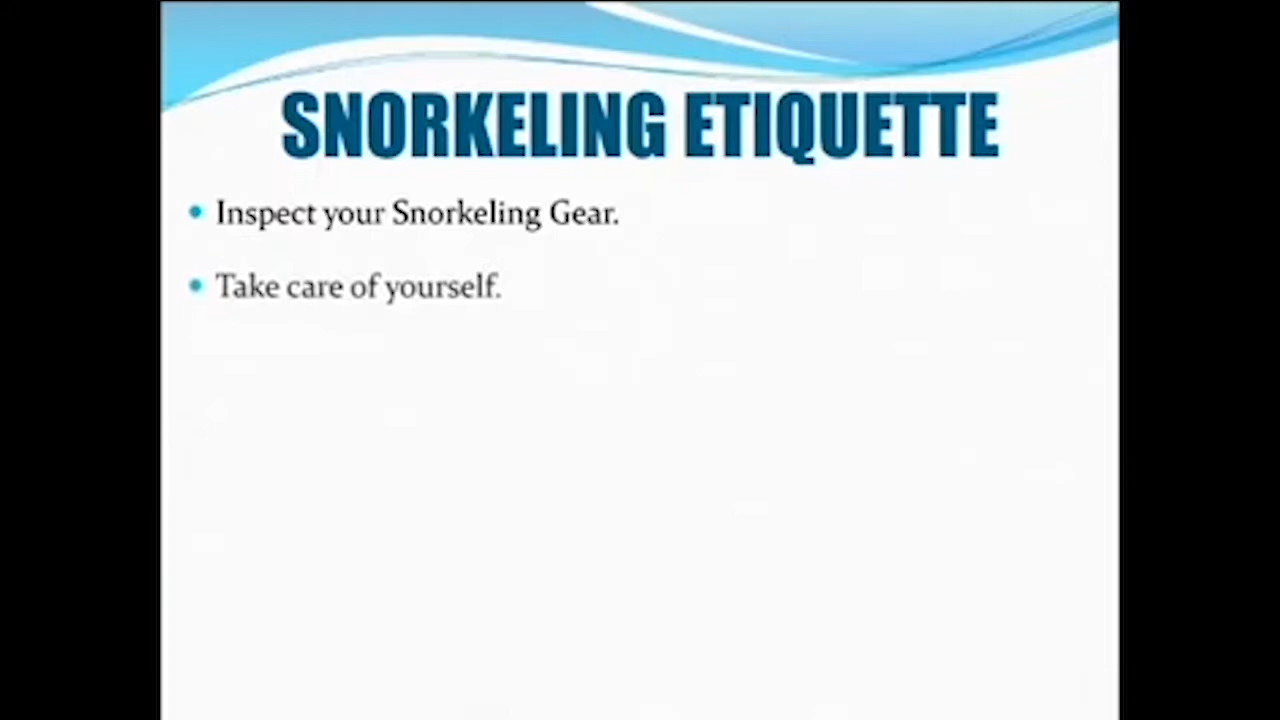 SNORKELING ETIQUETTE
• Inspect your Snorkeling Gear.
• Take care of yourself.